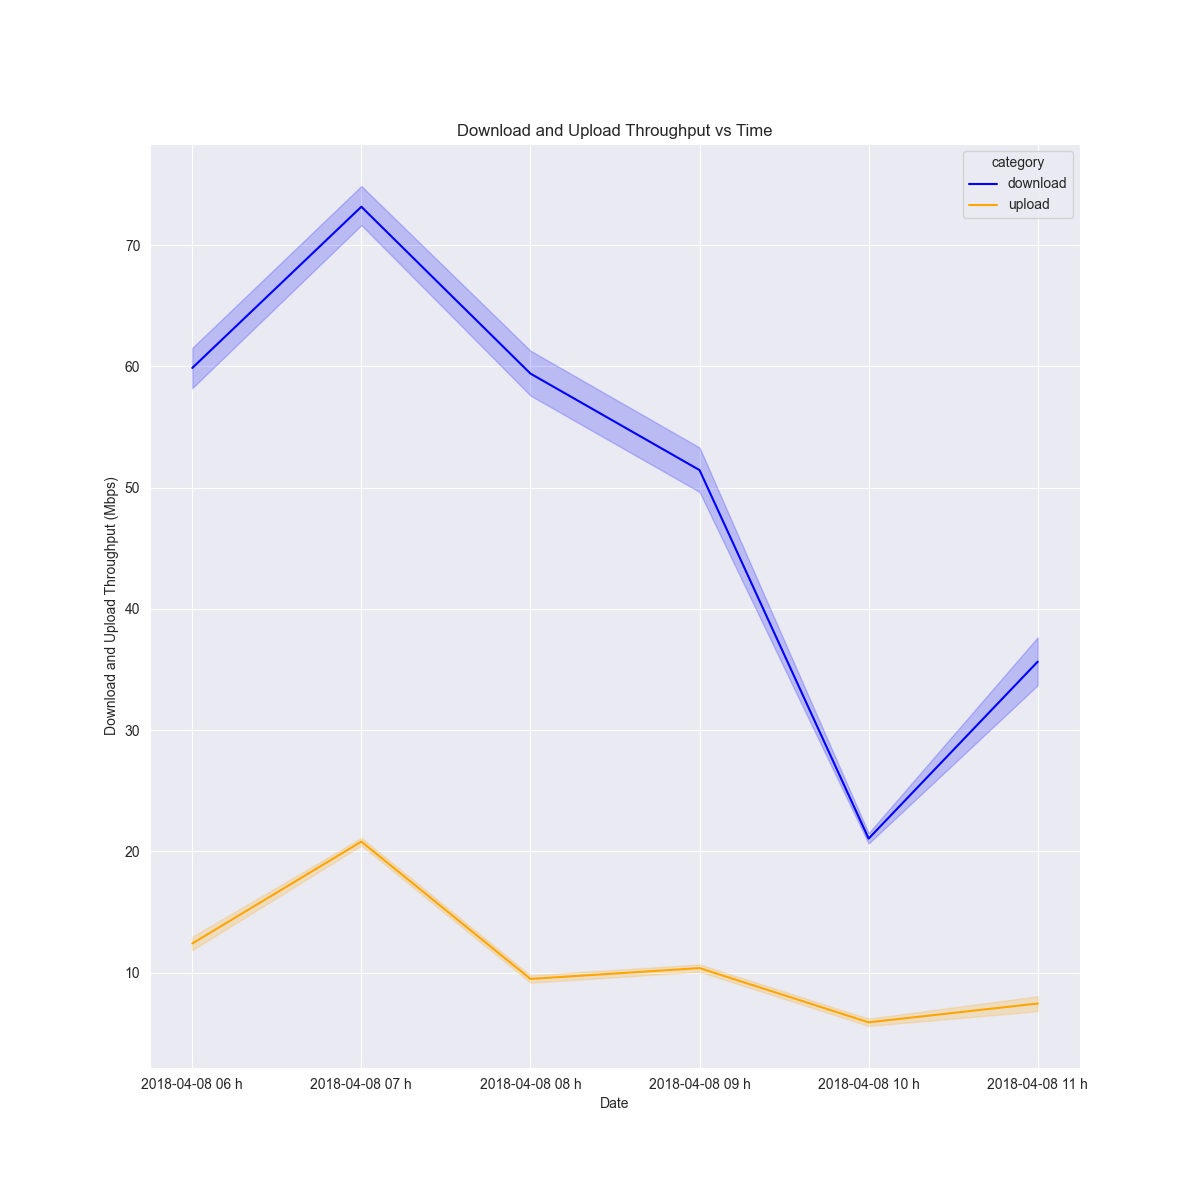 Download and Upload Throughput vs Time
category
download
upload
Download and Upload Throughput (Mbps)
70
60
50
40
30
20
10
2018-04-08 06 h
2018-04-08 07 h
2018-04-08 08 h
2018-04-08 09 h
2018-04-08 10 h
2018-04-08 11 h
Date